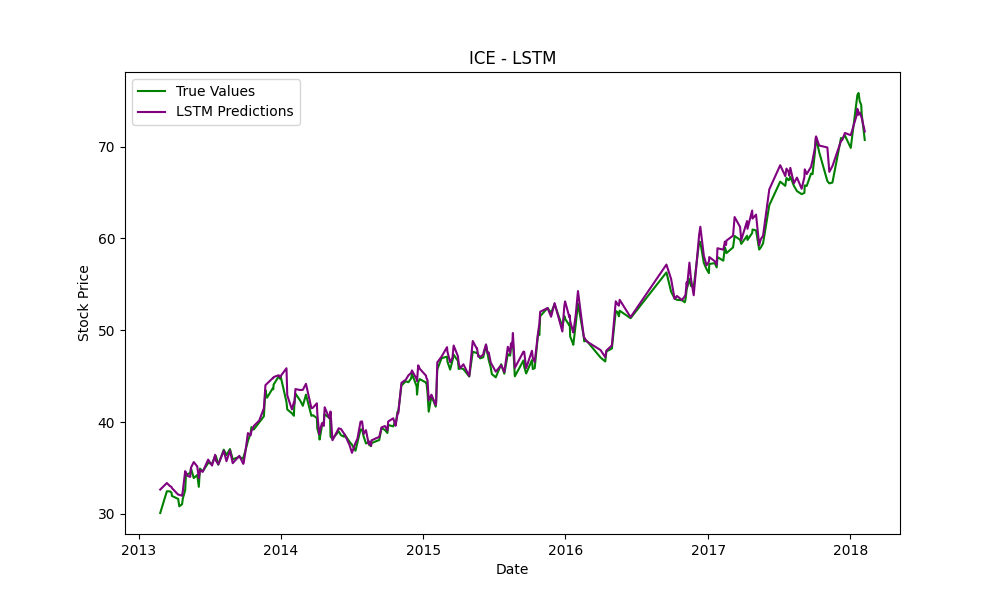 ICE - LSTM
True Values
LSTM Predictions
Stock Price
70
60
50
40
30
2013 2014 2015 2016 2017 2018
Date